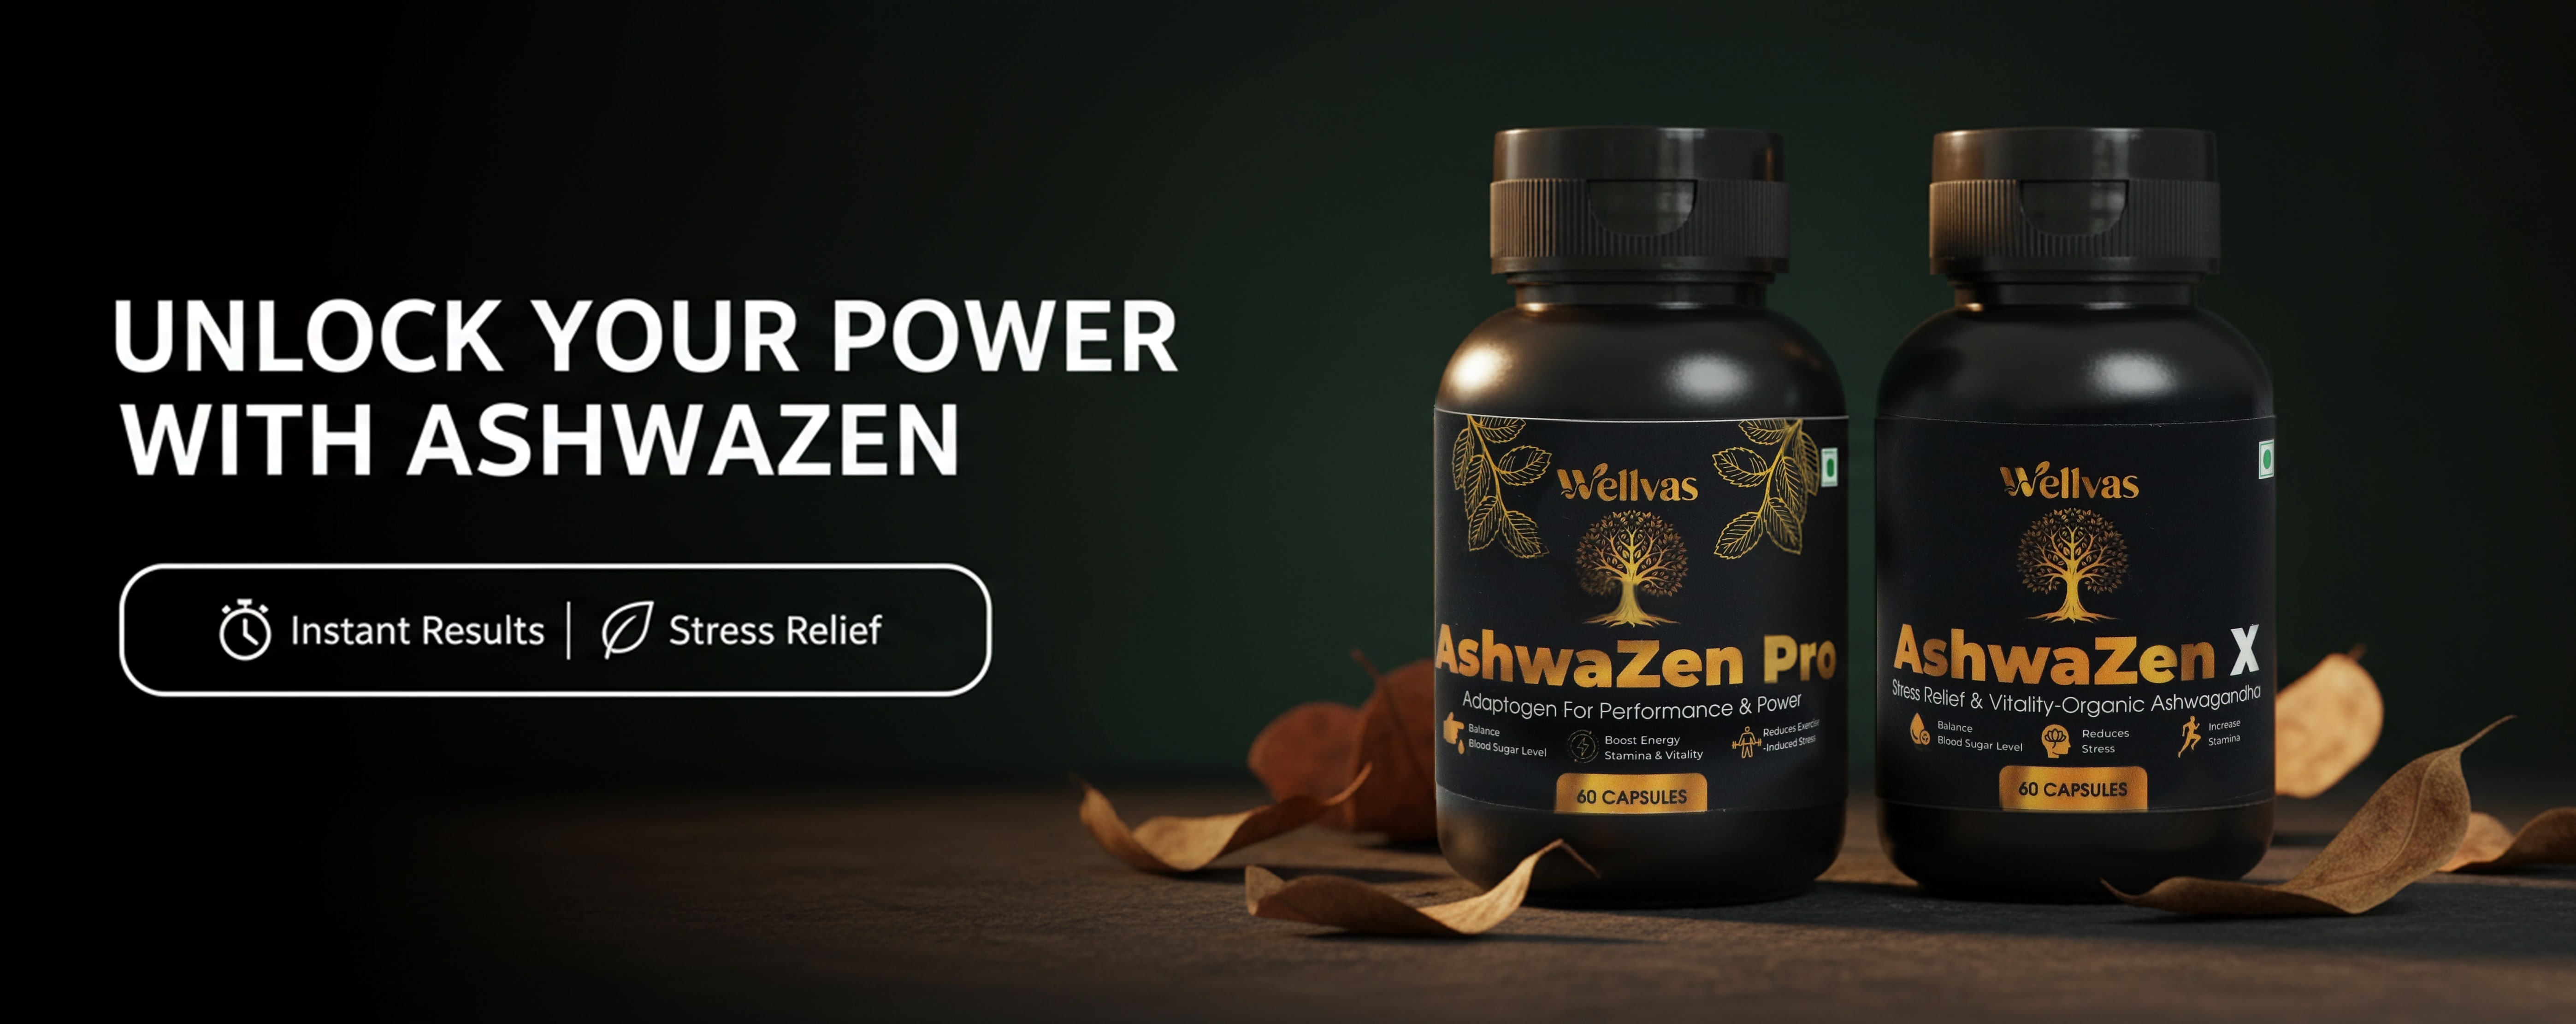 UNLOCK YOUR POWER
WITH ASHWAZEN
Instant Results | Stress Relief
Wellvas
AshwaZen Pro
Adaptogen For Performance & Power
Balance
Blood Sugar Level
Boost Energy
Stamina & Vitality
Reduces Exercise
-Induced Stress
60 CAPSULES
Wellvas
AshwaZen X
Stress Relief & Vitality-Organic Ashwagandha
Balance
Blood Sugar Level
Reduces
Stress
Increase
Stamina
60 CAPSULES